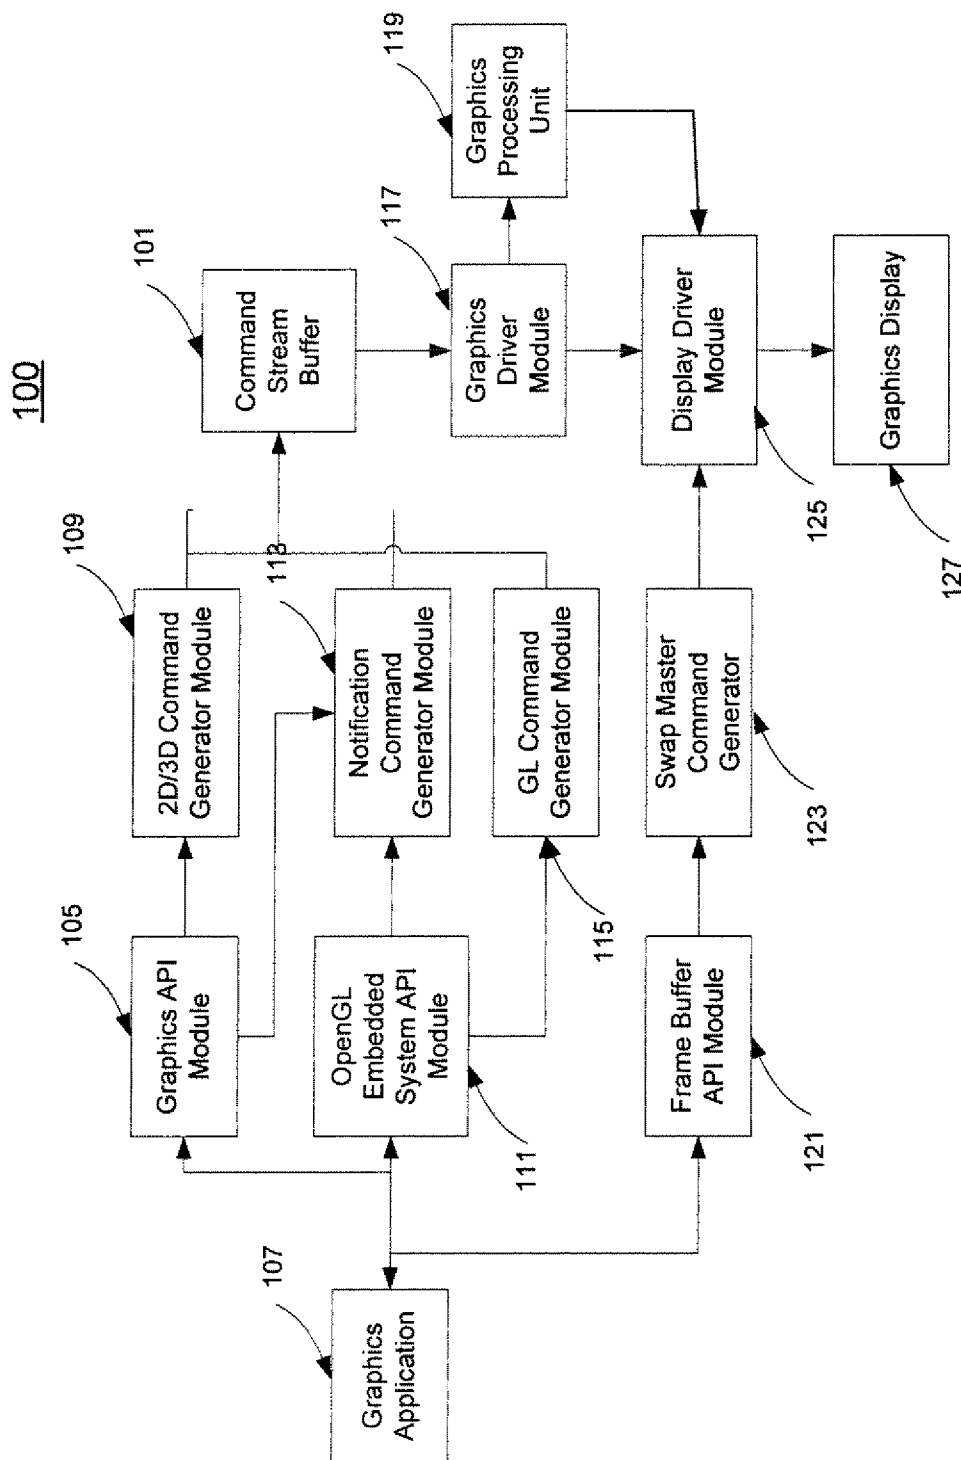 100
107
Graphics
Application
105
Graphics API
Module
109
2D/3D Command
Generator Module
101
Command
Stream
Buffer
113
Notification
Command
Generator Module
OpenGL
Embedded
System API
Module
111
GL Command
Generator Module
115
117
Graphics
Driver
Module
119
Graphics
Processing
Unit
Frame Buffer
API Module
121
Swap Master
Command
Generator
123
Display Driver
Module
125
Graphics Display
127